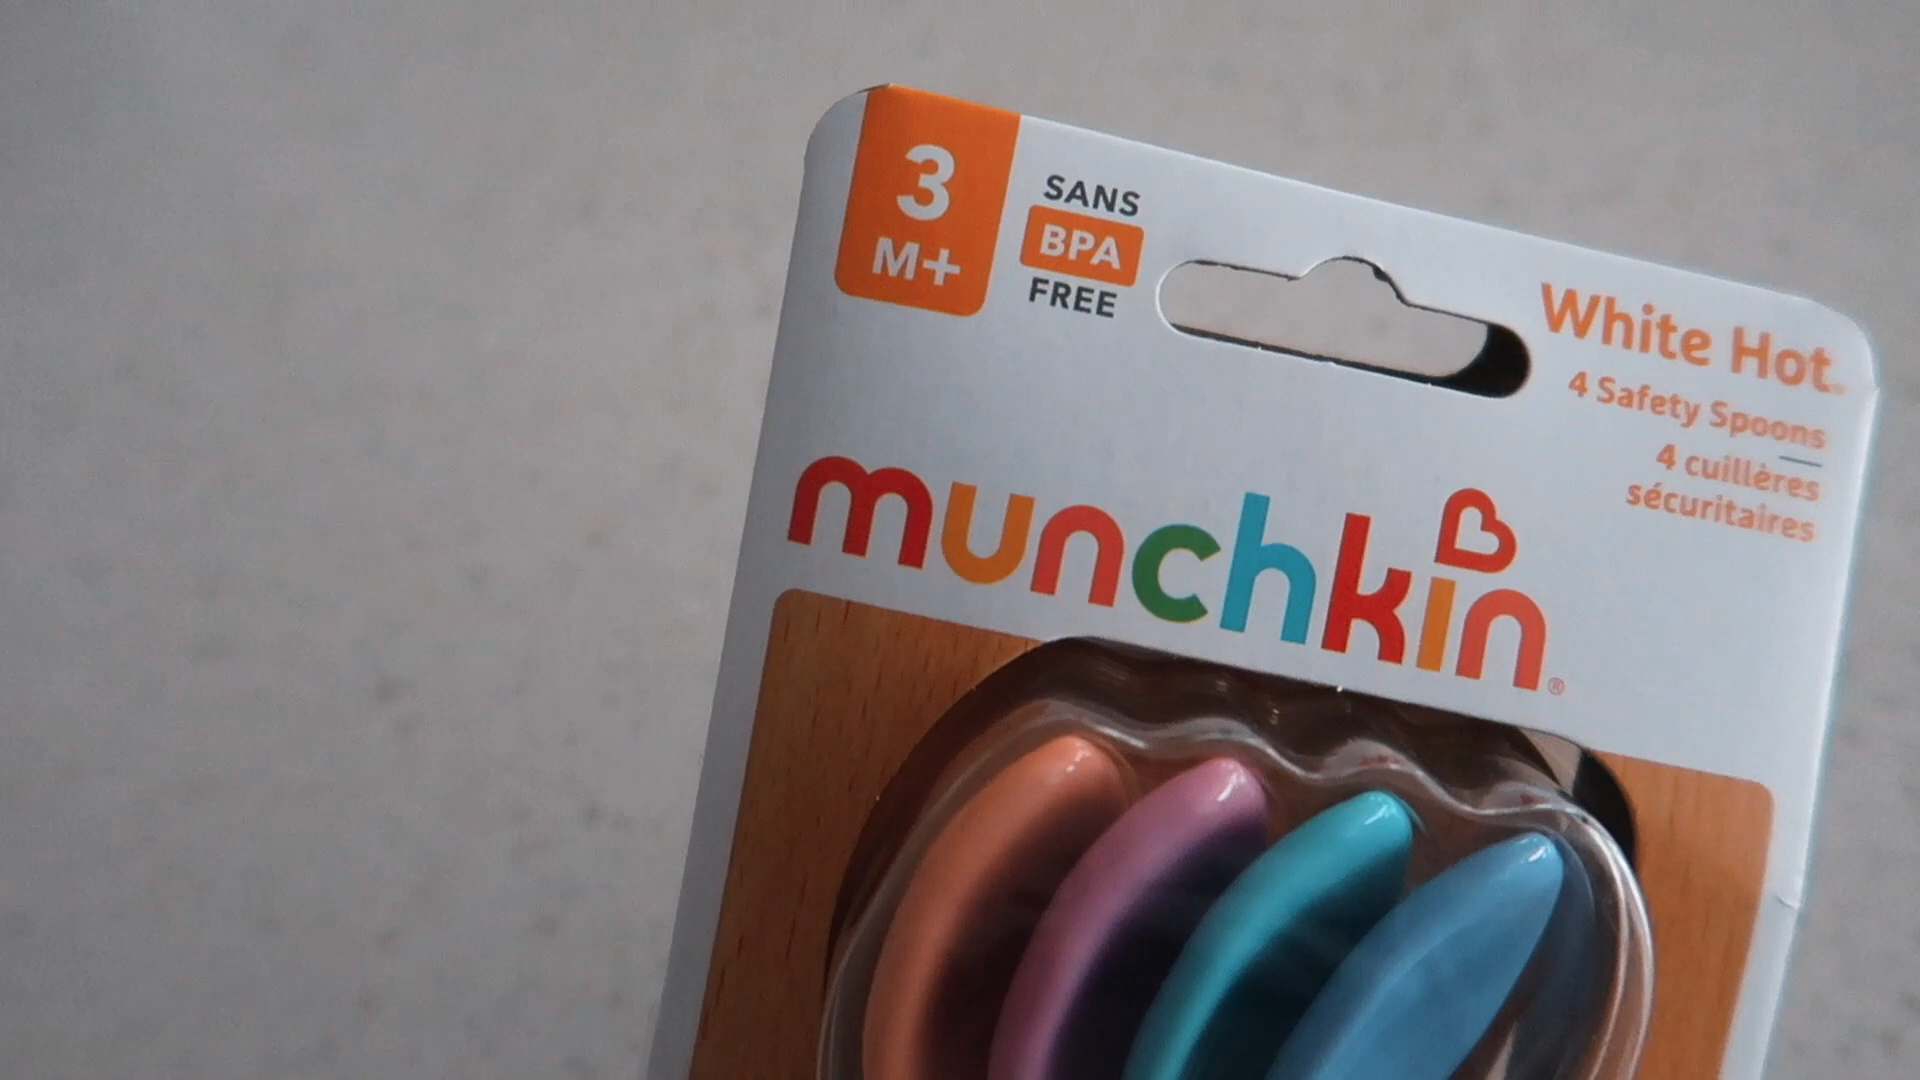 3
M+
SANS
BPA
FREE
White Hot
4 Safety Spoons
4 cuillères
sécuritaires
munchkin®